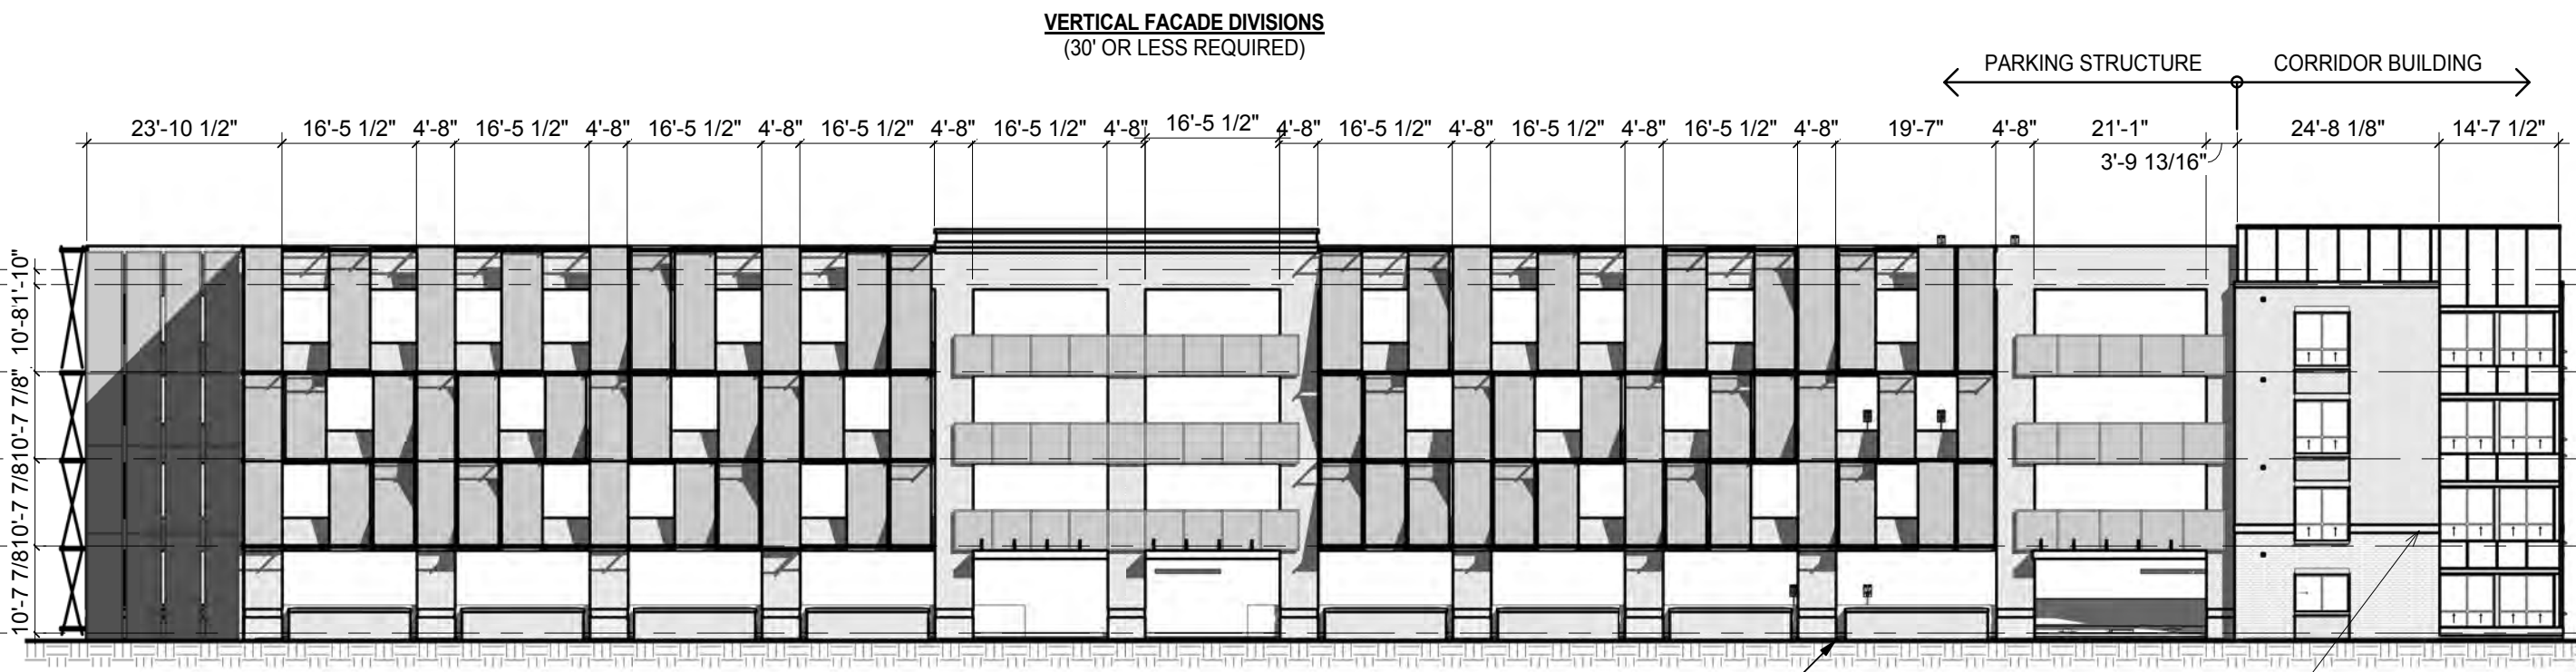 VERTICAL FACADE DIVISIONS
(30' OR LESS REQUIRED)
PARKING STRUCTURE CORRIDOR BUILDING
23'-10 1/2" 16'-5 1/2" 4'-8" 16'-5 1/2" 4'-8" 16'-5 1/2" 4'-8" 16'-5 1/2" 4'-8" 16'-5 1/2" 4'-8" 16'-5 1/2" 4'-8" 16'-5 1/2" 4'-8" 16'-5 1/2" 4'-8" 16'-5 1/2" 4'-8" 19'-7" 4'-8" 21'-1" 24'-8 1/8" 14'-7 1/2"
3'-9 13/16"
1'-10"
10'-8"
10'-7 7/8"
10'-7 7/8"
10'-7 7/8"